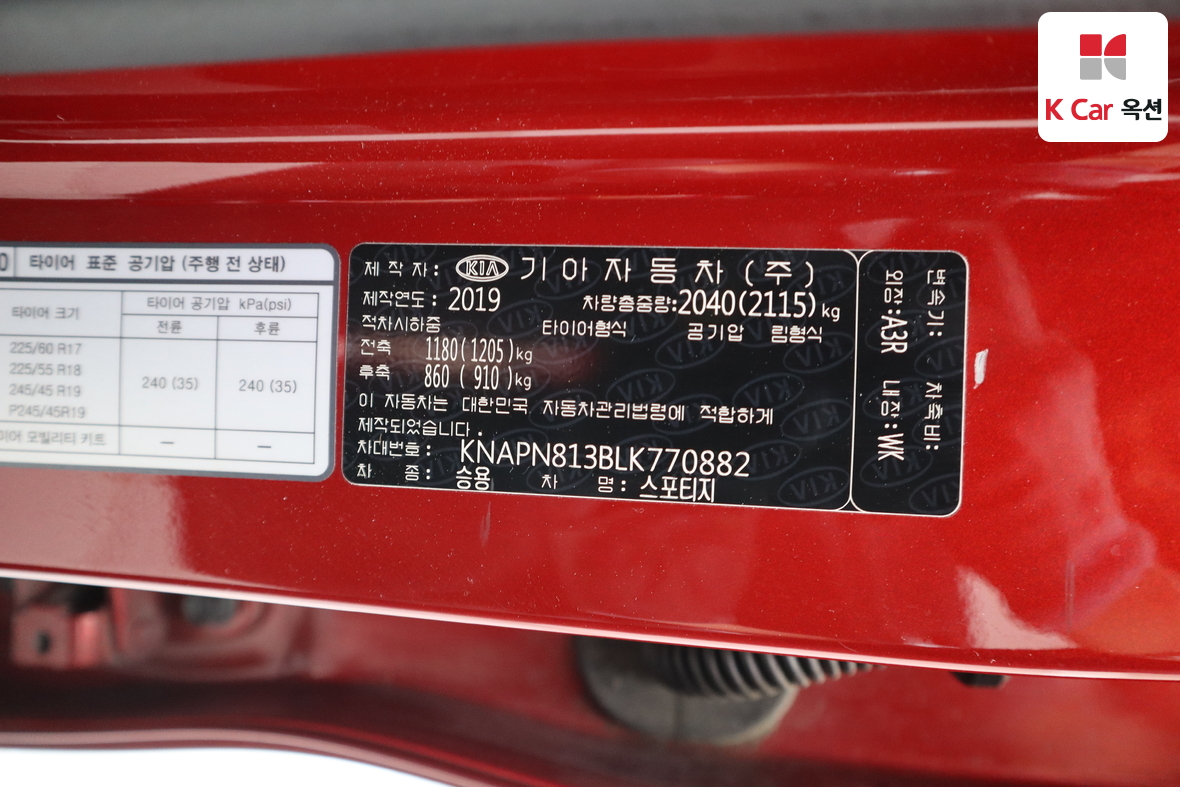 K Car 옥션
타이어 표준 공기압 (주행 전 상태)
타이어 크기
타이어 공기압 kPa(psi)
전륜 후륜
225/60 R17
225/55 R18
245/45 R19
P245/45R19
240 (35) 240 (35)
모빌리티 키트 — —
제 작 자 : KIA 기 아 자 동 차 ( 주 )
제작연도 : 2019 차량총중량:2040(2115)kg
적차시하중 타이어형식 공기압 림형식
전축 1180(1205)kg
후축 860 ( 910 )kg
이 자동차는 대한민국 자동차관리법령에 적합하게
제작되었습니다 .
차대번호 : KNAPN813BLK770882
차 종 : 승용 차 명 : 스포티지
변속기 : 차축비 :
외장:A3R 내장:WK